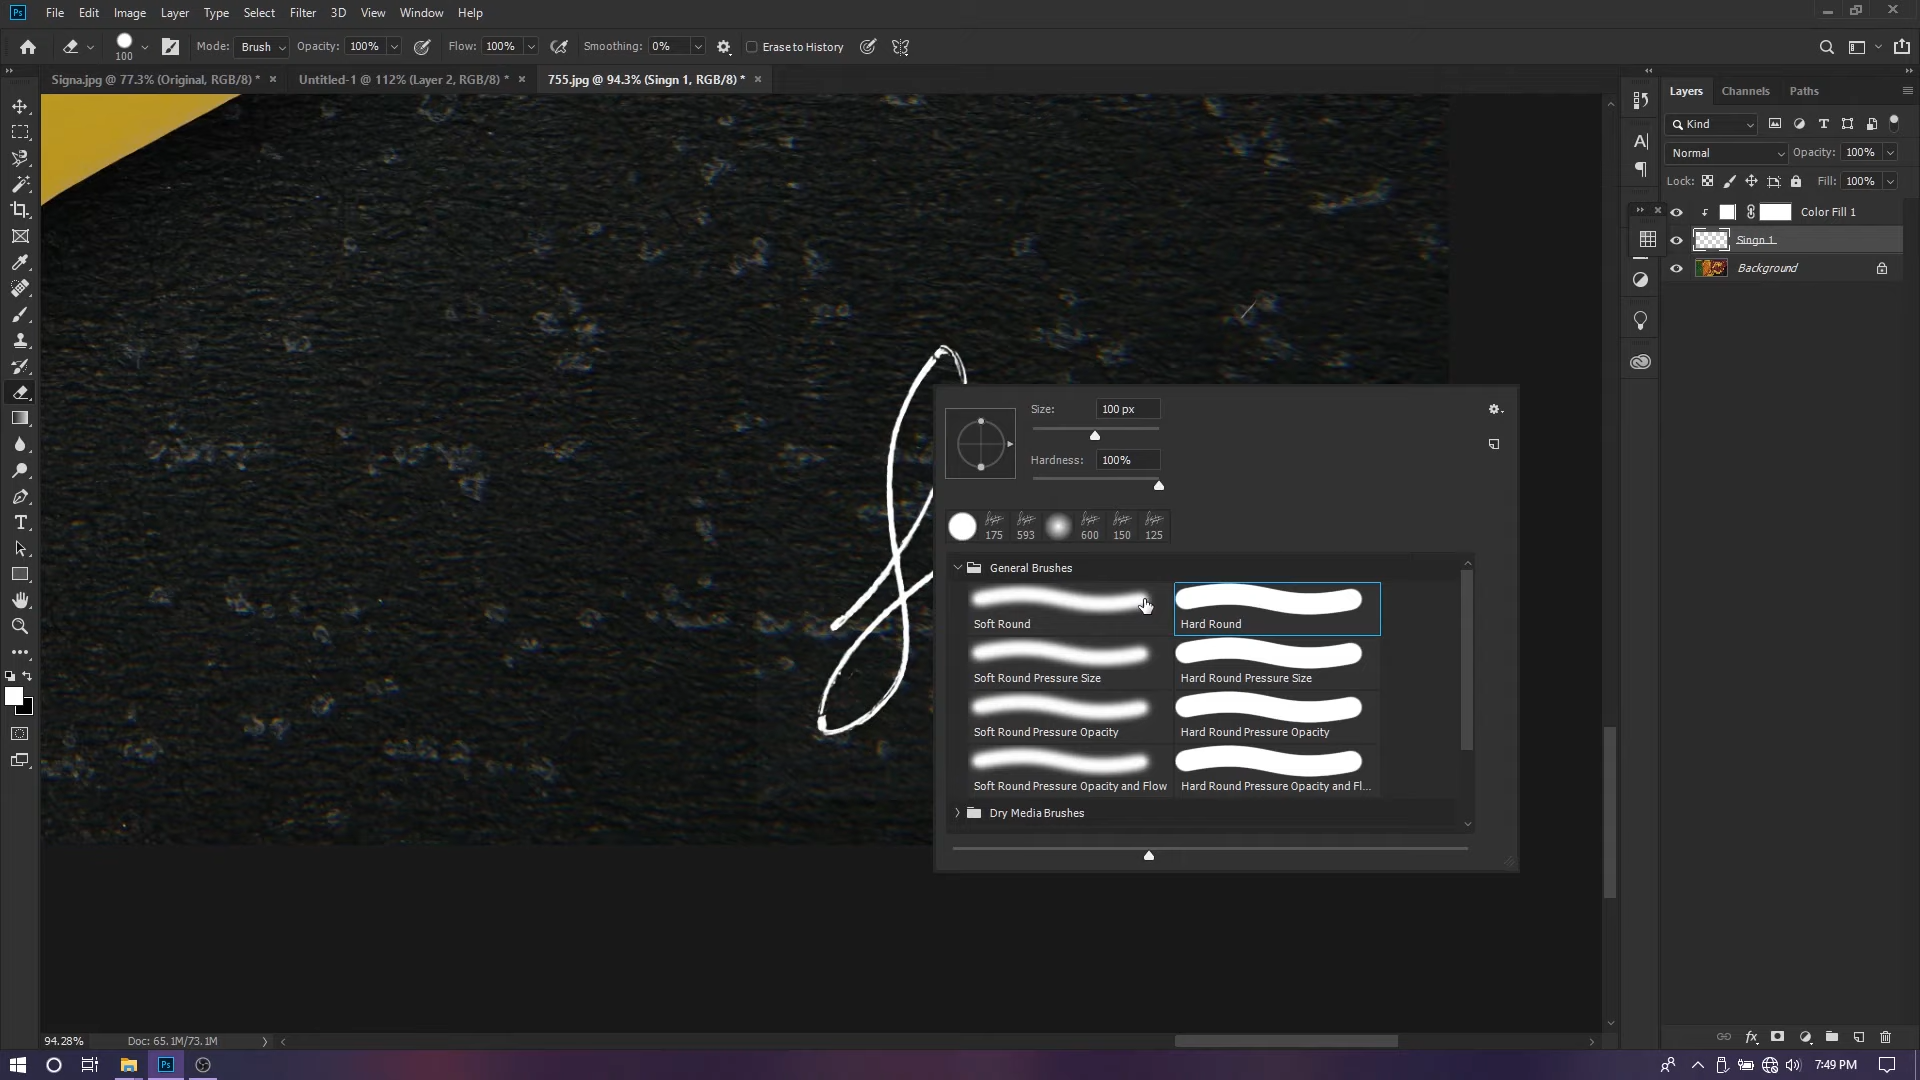 Ps File Edit Image Layer Type Select Filter 3D View Window Help
100 Mode: Brush Opacity: 100% Flow: 100% Smoothing: 0% Erase to History
Signa.jpg @ 77.3% (Original, RGB/8) * × Untitled-1 @ 112% (Layer 2, RGB/8) * × 755.jpg @ 94.3% (Singn 1, RGB/8) * ×
Layers Channels Paths
Kind
Normal Opacity: 100%
Lock: Fill: 100%
Color Fill 1
Singn 1
Background
Size: 100 px
Hardness: 100%
175 593 600 150 125
General Brushes
Soft Round Hard Round
Soft Round Pressure Size Hard Round Pressure Size
Soft Round Pressure Opacity Hard Round Pressure Opacity
Soft Round Pressure Opacity and Flow Hard Round Pressure Opacity and Fl...
Dry Media Brushes
94.28% Doc: 65.1M/73.1M
Ps 7:49 PM